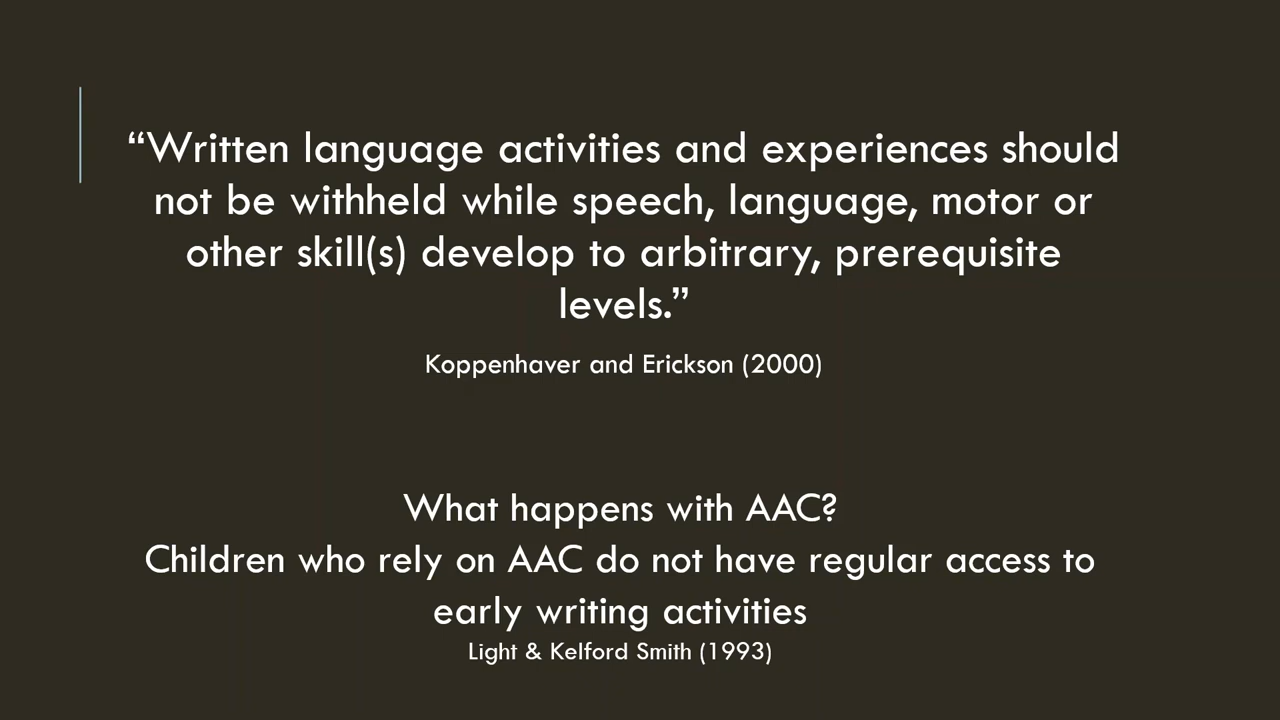 “Written language activities and experiences should
not be withheld while speech, language, motor or
other skill(s) develop to arbitrary, prerequisite
levels.”
Koppenhaver and Erickson (2000)
What happens with AAC?
Children who rely on AAC do not have regular access to
early writing activities
Light & Kelford Smith (1993)